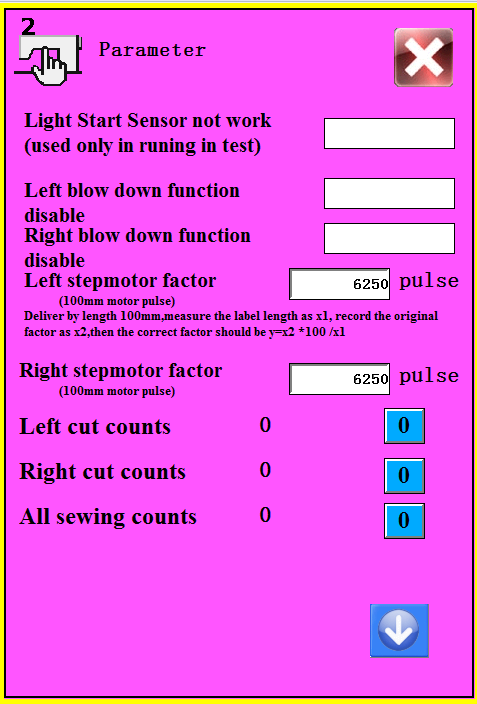 2
Parameter
Light Start Sensor not work
(used only in runing in test)
Left blow down function
disable
Right blow down function
disable
Left stepmotor factor
6250 pulse
(100mm motor pulse)
Deliver by length 100mm,measure the label length as x1, record the original
factor as x2,then the correct factor should be y=x2 *100 /x1
Right stepmotor factor
6250 pulse
(100mm motor pulse)
Left cut counts 0 0
Right cut counts 0 0
All sewing counts 0 0